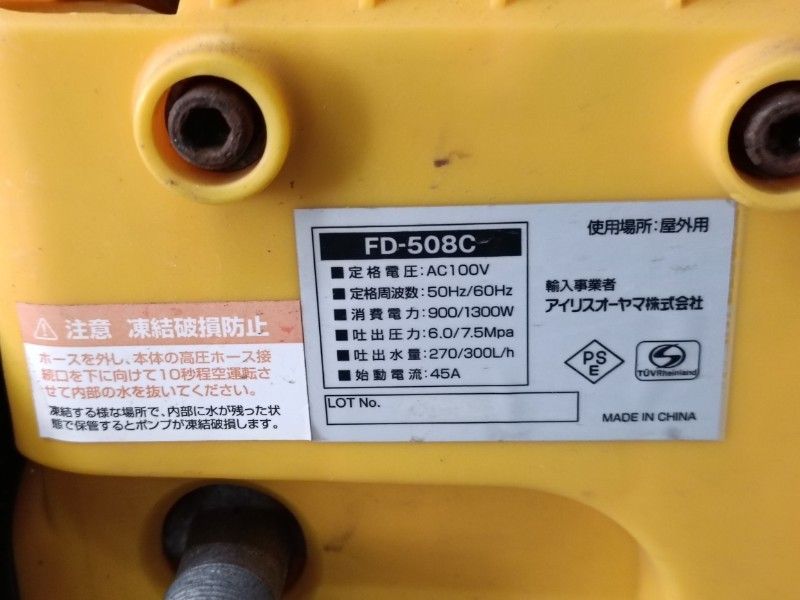 FD-508C
■定格電圧:AC100V
■定格周波数:50Hz/60Hz
■消費電力:900/1300W
■吐出圧力:6.0/7.5Mpa
■吐出水量:270/300L/h
■始動電流:45A
LOT No.
使用場所:屋外用
輸入事業者
アイリスオーヤマ株式会社
PS
E
TÜVRheinland
MADE IN CHINA
注意 凍結破損防止
ホースを外し、本体の高圧ホース接
続口を下に向けて10秒程空運転さ
せて内部の水を抜いてください。
凍結する様な場所で、内部に水が残った状
態で保管するとポンプが凍結破損します。